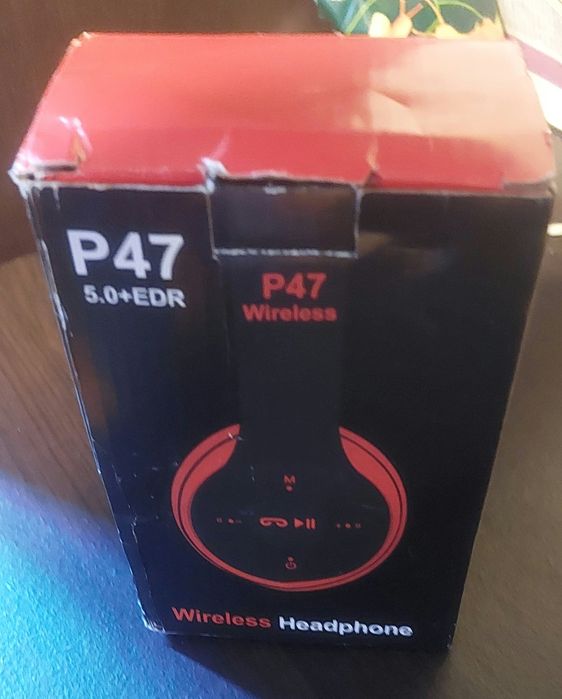 P47
5.0+EDR
P47
Wireless
M
Wireless Headphone